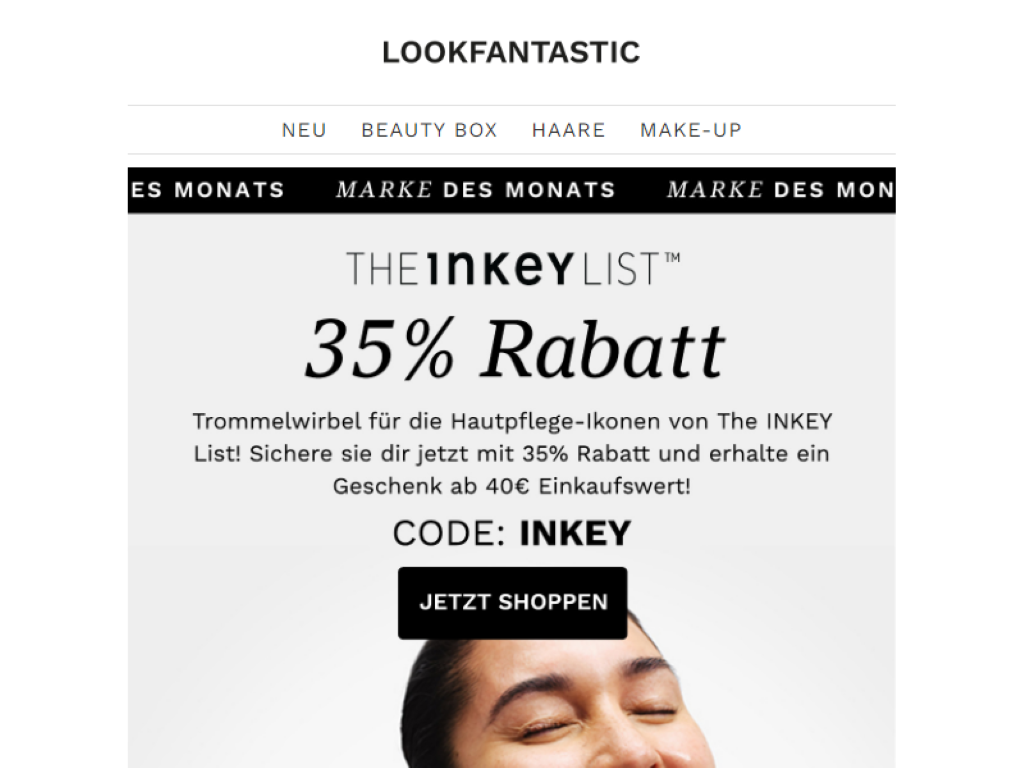 LOOKFANTASTIC
NEU BEAUTY BOX HAARE MAKE-UP
ES MONATS MARKE DES MONATS MARKE DES MON
THE INKEY LIST™
35% Rabatt
Trommelwirbel für die Hautpflege-Ikonen von The INKEY
List! Sichere sie dir jetzt mit 35% Rabatt und erhalte ein
Geschenk ab 40€ Einkaufswert!
CODE: INKEY
JETZT SHOPPEN